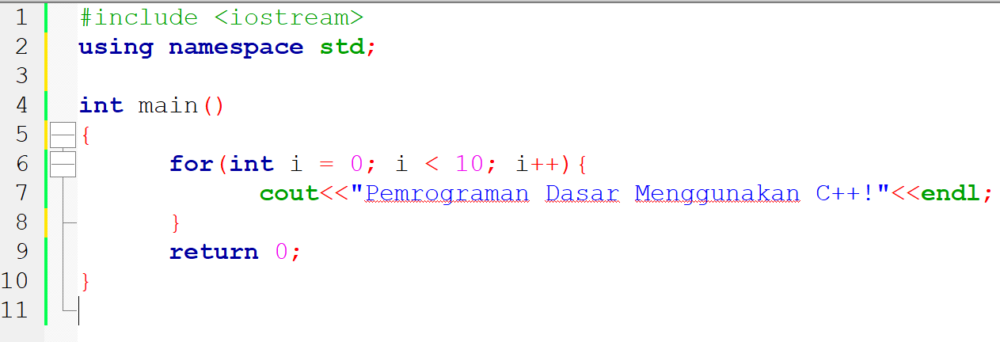 1 #include <iostream>
2 using namespace std;
3
4 int main()
5 {
6 for(int i = 0; i < 10; i++){
7 cout<<"Pemrograman Dasar Menggunakan C++!"<<endl;
8 }
9 return 0;
10 }
11